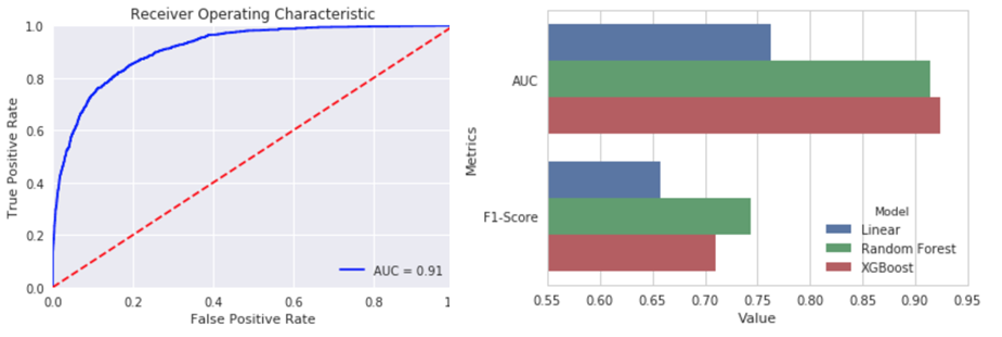 Receiver Operating Characteristic
True Positive Rate
1.0
0.8
0.6
0.4
0.2
0.0
AUC = 0.91
0.0 0.2 0.4 0.6 0.8 1
False Positive Rate
Metrics
AUC
F1-Score
Model
Linear
Random Forest
XGBoost
0.55 0.60 0.65 0.70 0.75 0.80 0.85 0.90 0.95
Value